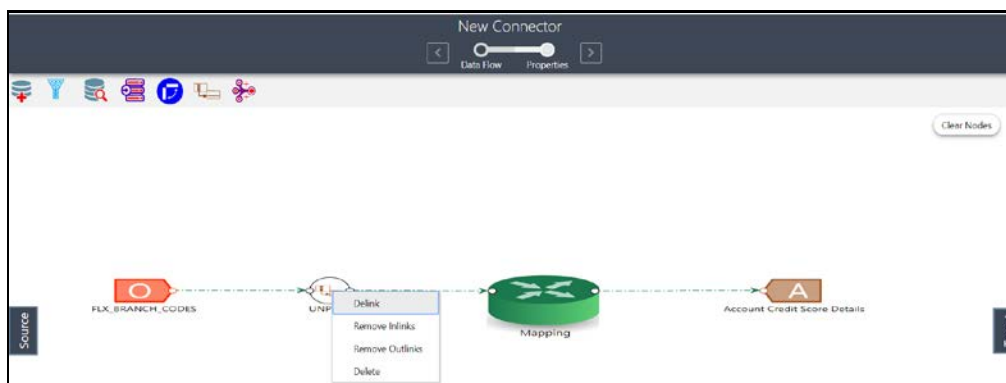 New Connector
<
>
Data Flow
Properties
Clear Nodes
O
A
FLX_BRANCH_CODES
UNP
Delink
Remove Inlinks
Remove Outlinks
Delete
Mapping
Account Credit Score Details
Source